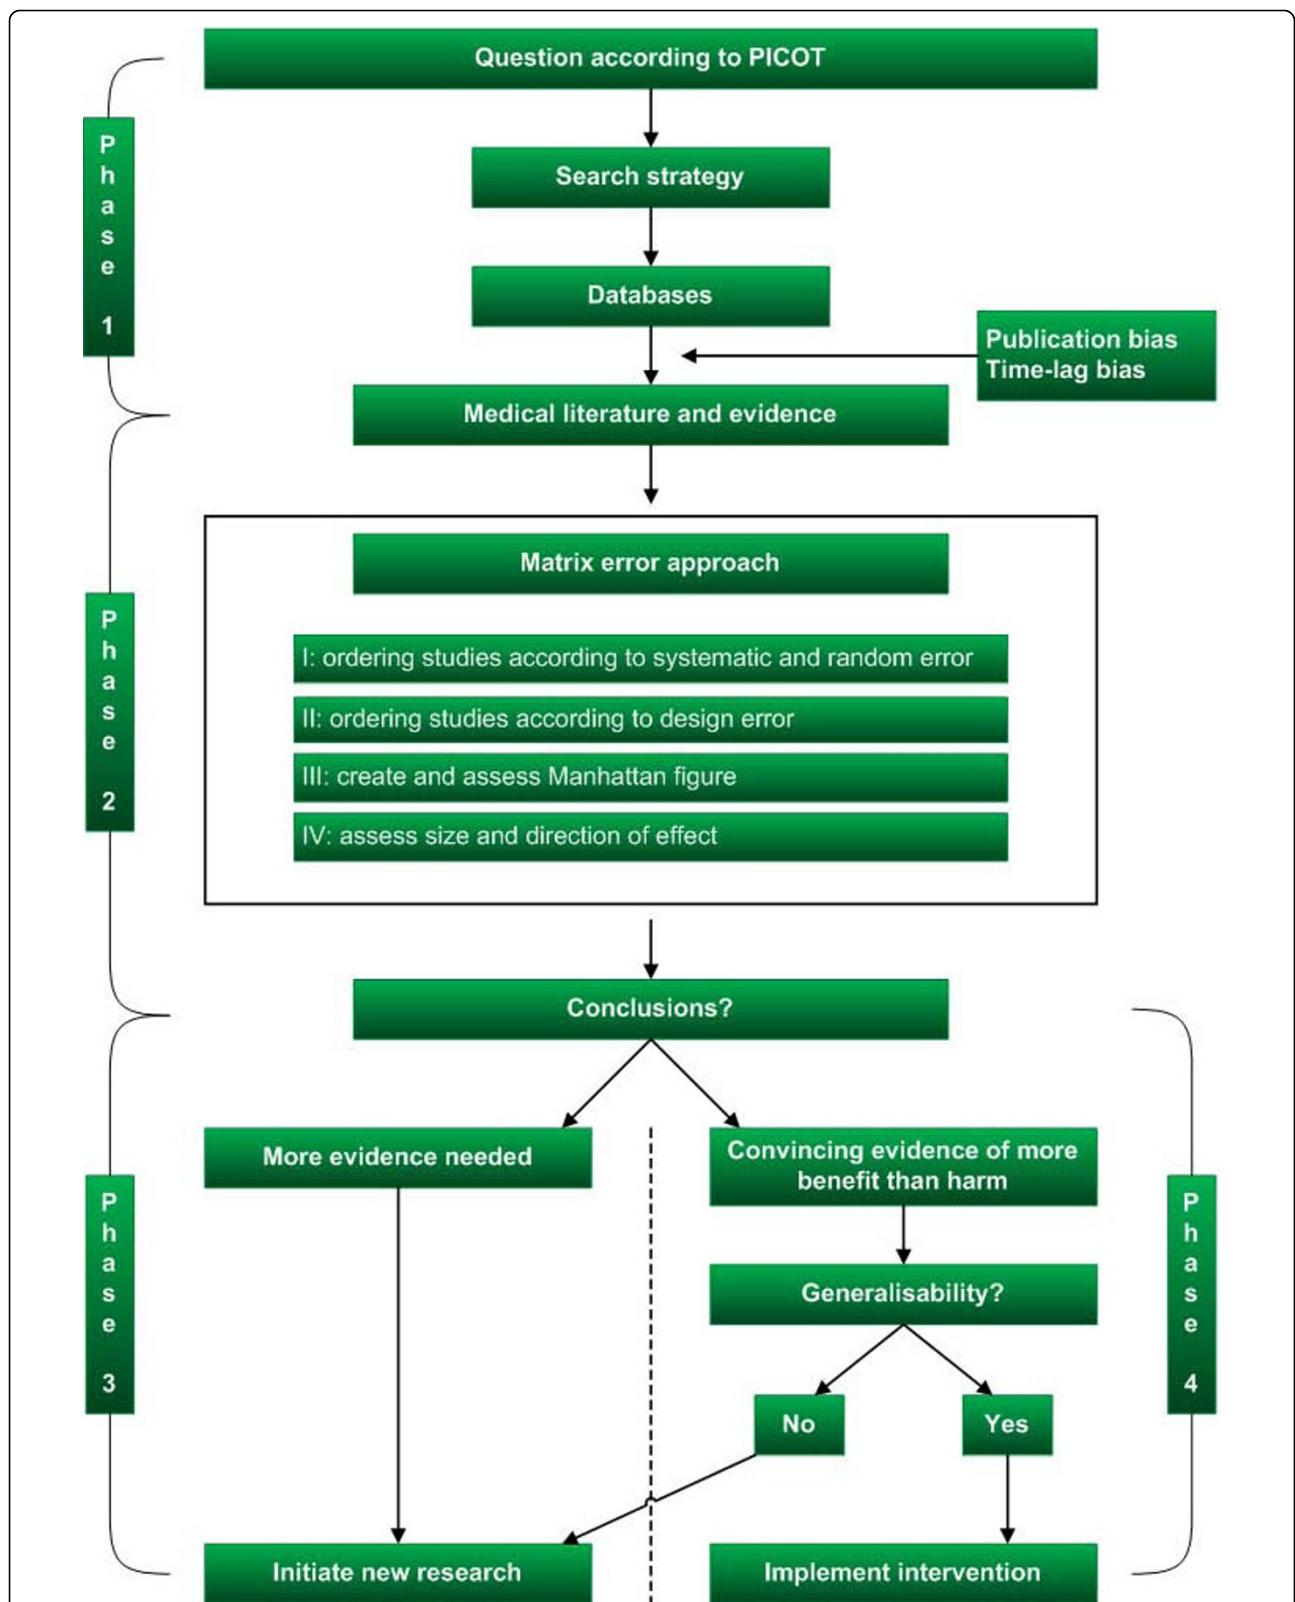 Question according to PICOT
Phase 1
Search strategy
Databases
Publication bias
Time-lag bias
Medical literature and evidence
Phase 2
Matrix error approach
I: ordering studies according to systematic and random error
II: ordering studies according to design error
III: create and assess Manhattan figure
IV: assess size and direction of effect
Conclusions?
Phase 3
More evidence needed
Convincing evidence of more
benefit than harm
Phase 4
Generalisability?
No
Yes
Initiate new research
Implement intervention